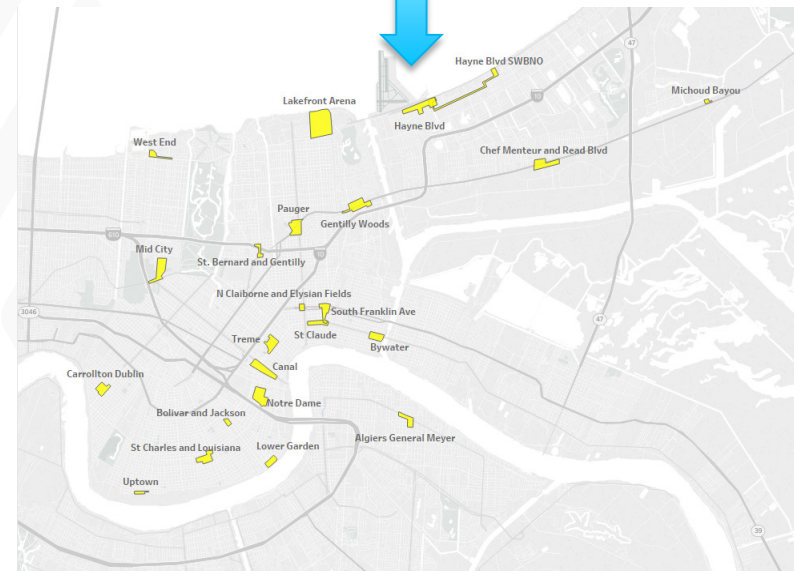 47
Hayne Blvd SWBNO
10
Michoud Bayou
Lakefront Arena
Hayne Blvd
West End
Chef Menteur and Read Blvd
Pauger
Gentilly Woods
610
Mid City
St. Bernard and Gentilly
10
N Claiborne and Elysian Fields
3046
South Franklin Ave
47
St Claude
Treme
Bywater
Canal
Carrollton Dublin
Notre Dame
Bolivar and Jackson
Algiers General Meyer
St Charles and Louisiana
Lower Garden
Uptown
39